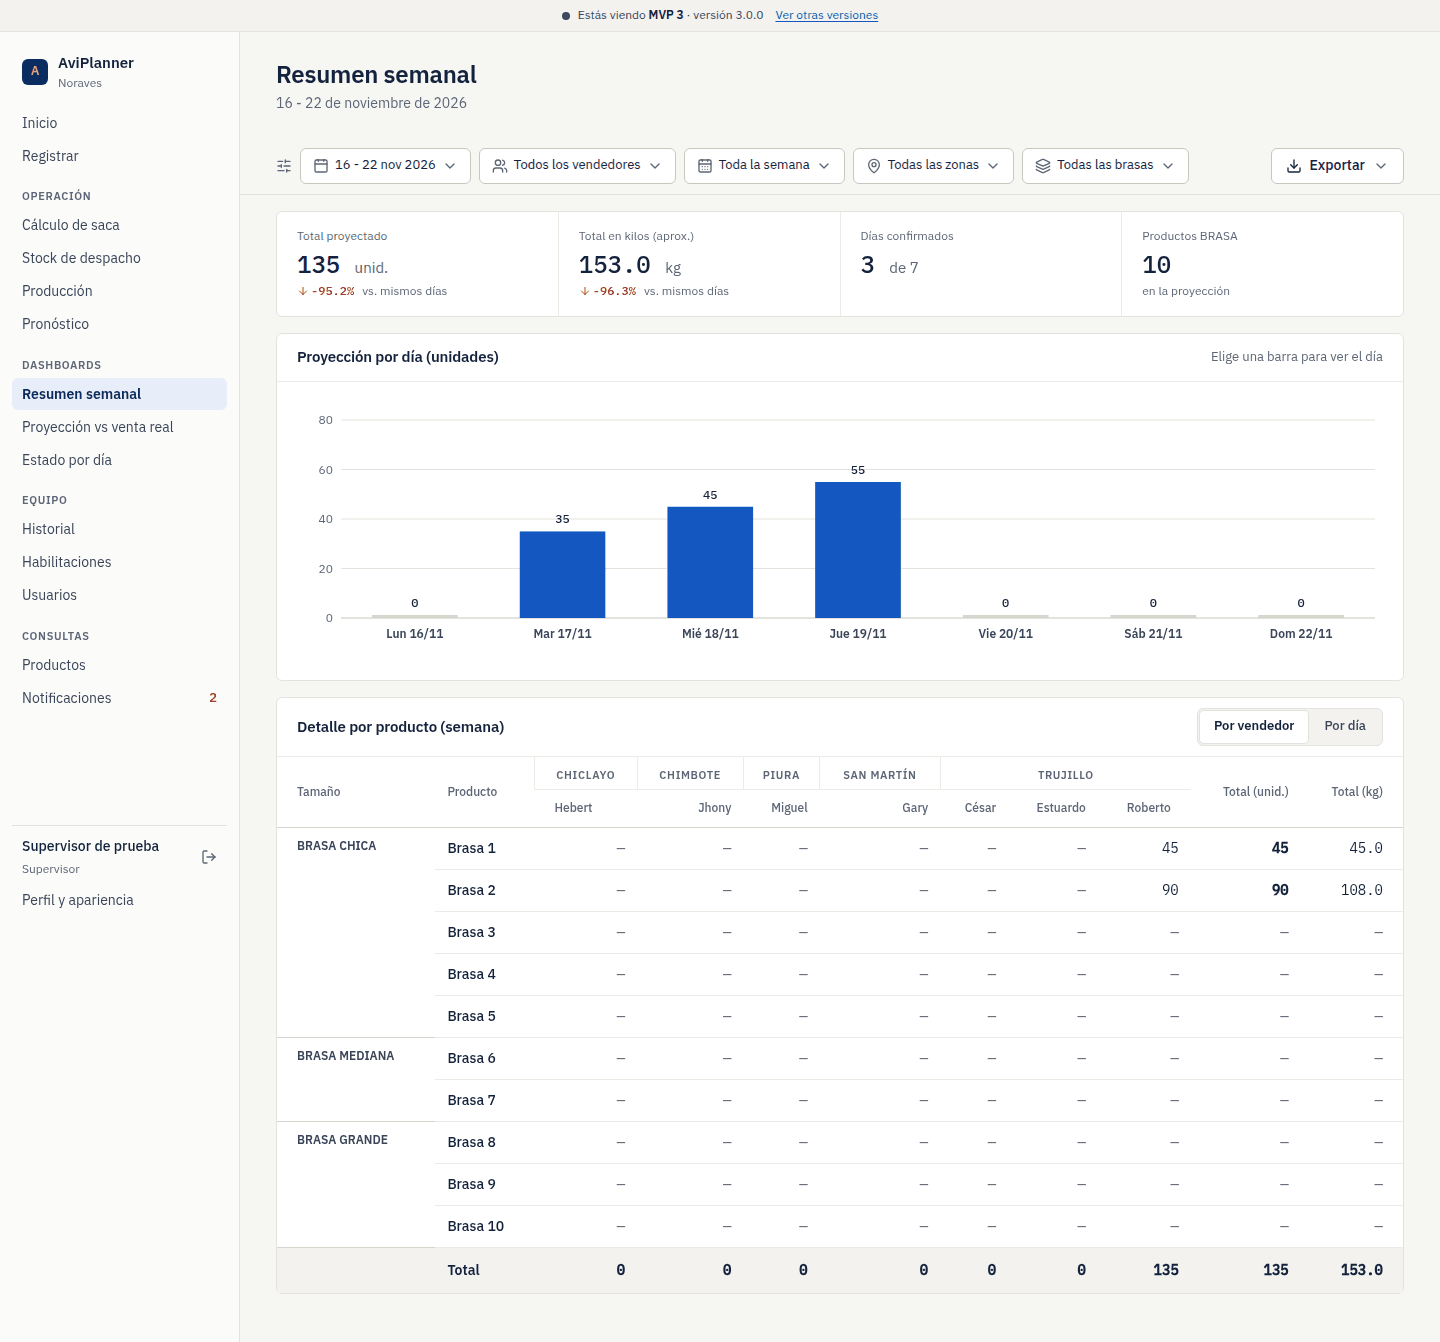 Estás viendo MVP 3 · versión 3.0.0 Ver otras versiones
A
AviPlanner
Noraves
Inicio
Registrar
OPERACIÓN
Cálculo de saca
Stock de despacho
Producción
Pronóstico
DASHBOARDS
Resumen semanal
Proyección vs venta real
Estado por día
EQUIPO
Historial
Habilitaciones
Usuarios
CONSULTAS
Productos
Notificaciones 2
Supervisor de prueba
Supervisor
Perfil y apariencia
Resumen semanal
16 - 22 de noviembre de 2026
16 - 22 nov 2026 Todos los vendedores Toda la semana Todas las zonas Todas las brasas Exportar
Total proyectado
135 unid.
↓ -95.2% vs. mismos días
Total en kilos (aprox.)
153.0 kg
↓ -96.3% vs. mismos días
Días confirmados
3 de 7
Productos BRASA
10
en la proyección
Proyección por día (unidades) Elige una barra para ver el día
80
60
40
20
0
0 35 45 55 0 0 0
Lun 16/11 Mar 17/11 Mié 18/11 Jue 19/11 Vie 20/11 Sáb 21/11 Dom 22/11
Detalle por producto (semana) Por vendedor Por día
Tamaño Producto CHICLAYO CHIMBOTE PIURA SAN MARTÍN TRUJILLO Total (unid.) Total (kg)
Hebert Jhony Miguel Gary César Estuardo Roberto
BRASA CHICA Brasa 1 — — — — — — 45 45 45.0
Brasa 2 — — — — — — 90 90 108.0
Brasa 3 — — — — — — — — —
Brasa 4 — — — — — — — — —
Brasa 5 — — — — — — — — —
BRASA MEDIANA Brasa 6 — — — — — — — — —
Brasa 7 — — — — — — — — —
BRASA GRANDE Brasa 8 — — — — — — — — —
Brasa 9 — — — — — — — — —
Brasa 10 — — — — — — — — —
Total 0 0 0 0 0 0 135 135 153.0